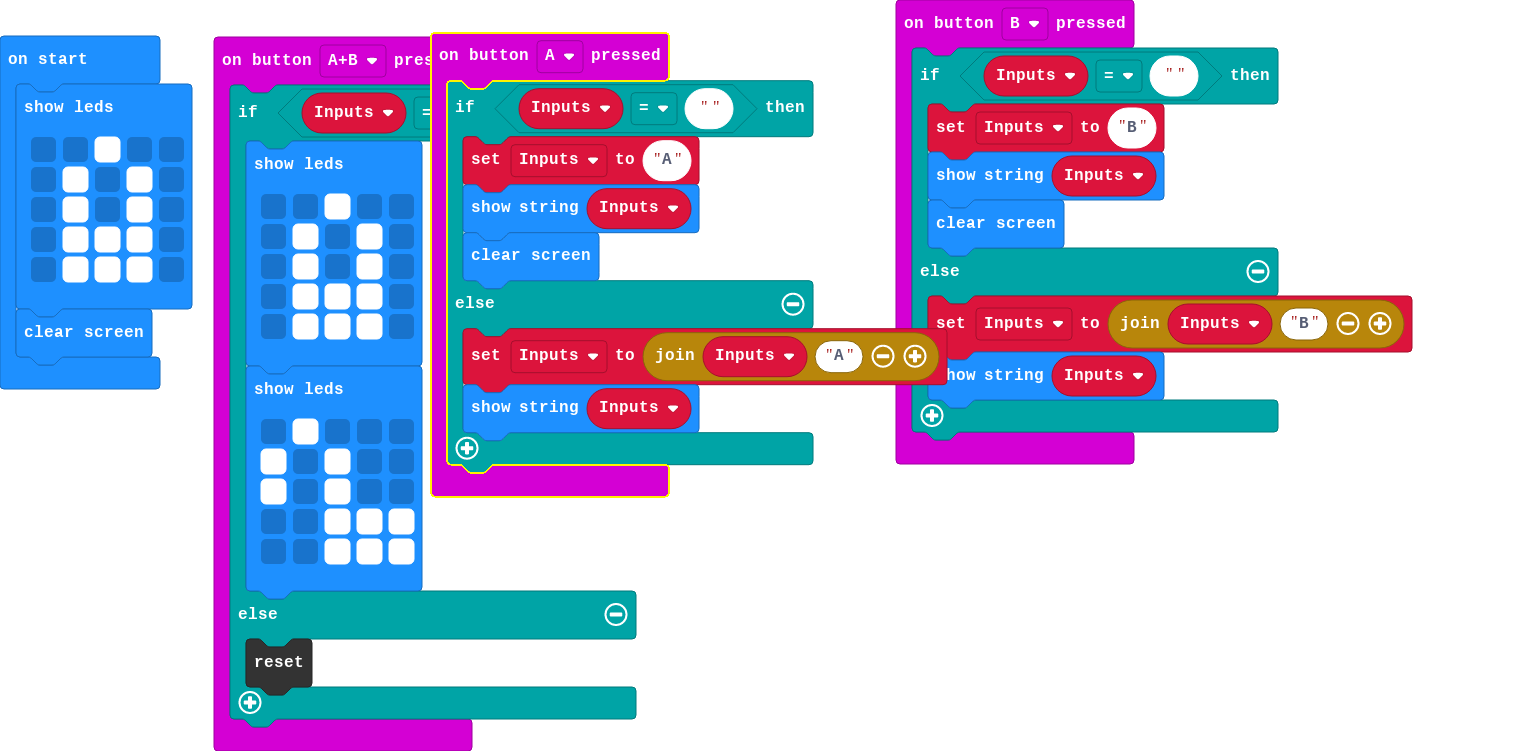 on start
show leds
clear screen
on button A+B pres
if Inputs =
show leds
show leds
else
reset
on button A pressed
if Inputs = "" then
set Inputs to "A"
show string Inputs
clear screen
else
set Inputs to join Inputs "A"
show string Inputs
on button B pressed
if Inputs = "" then
set Inputs to "B"
show string Inputs
clear screen
else
set Inputs to join Inputs "B"
how string Inputs